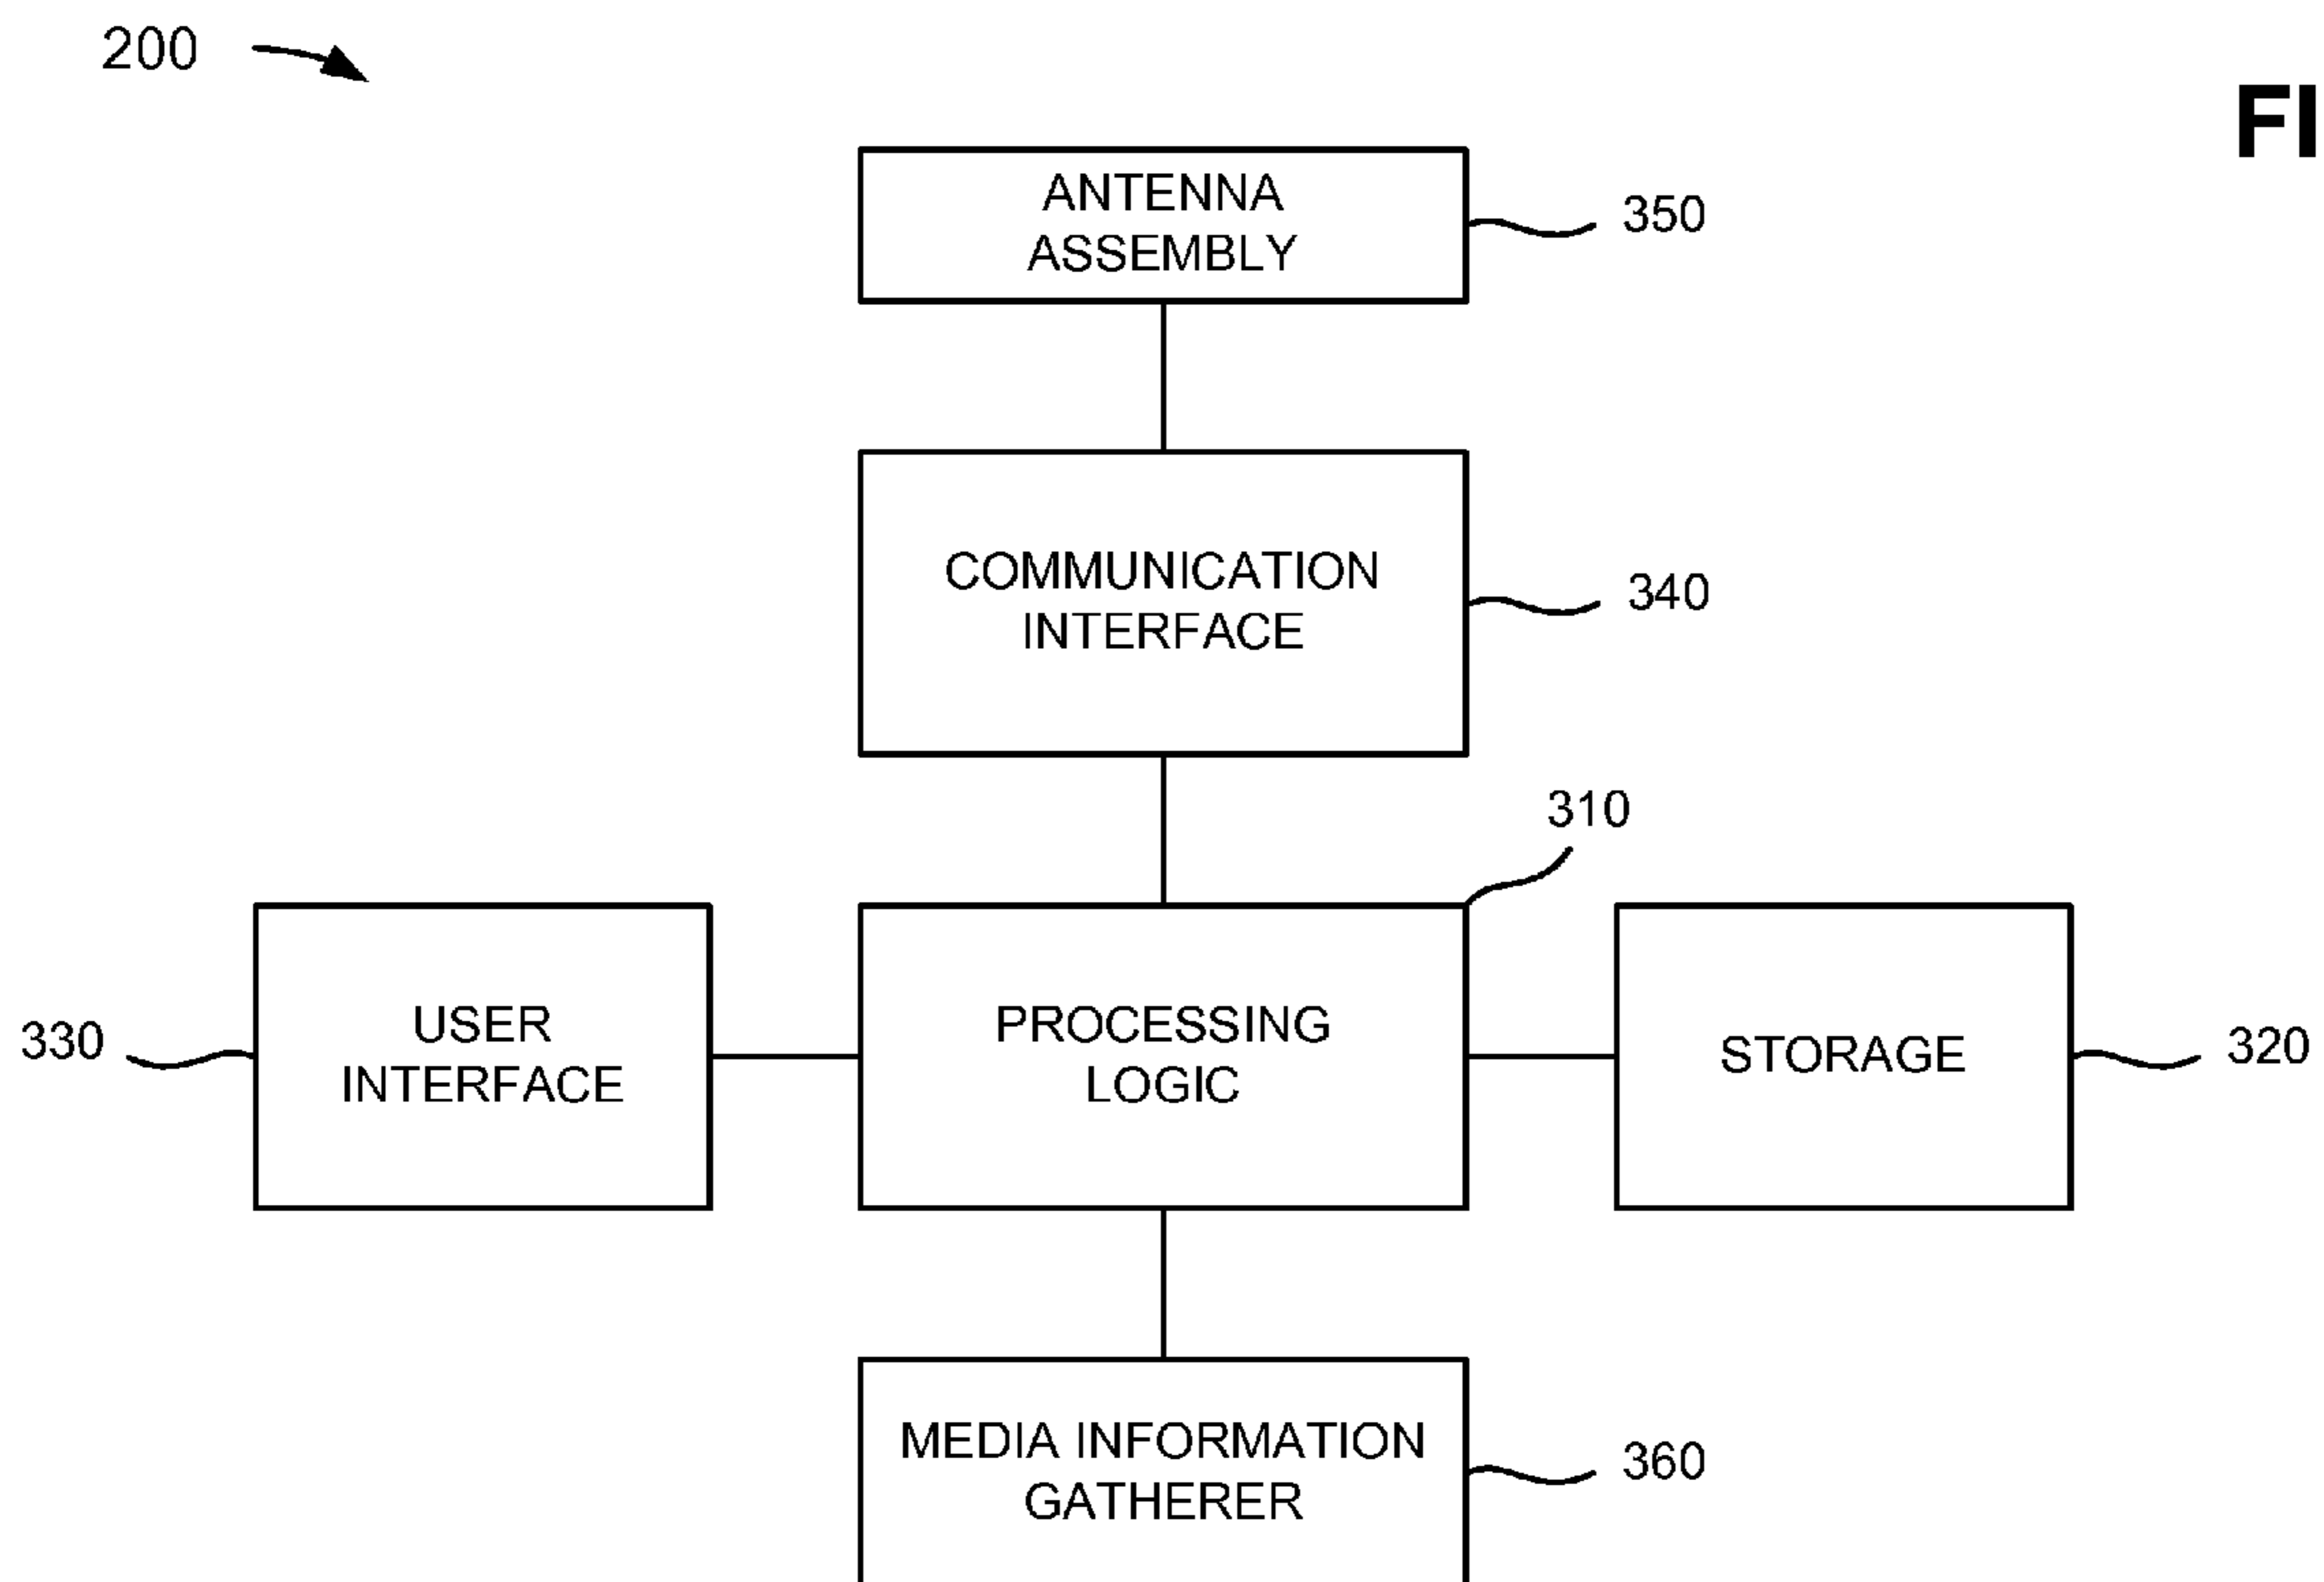 200
FI
ANTENNA
ASSEMBLY
350
COMMUNICATION
INTERFACE
340
310
330
USER
INTERFACE
PROCESSING
LOGIC
STORAGE
320
MEDIA INFORMATION
GATHERER
360